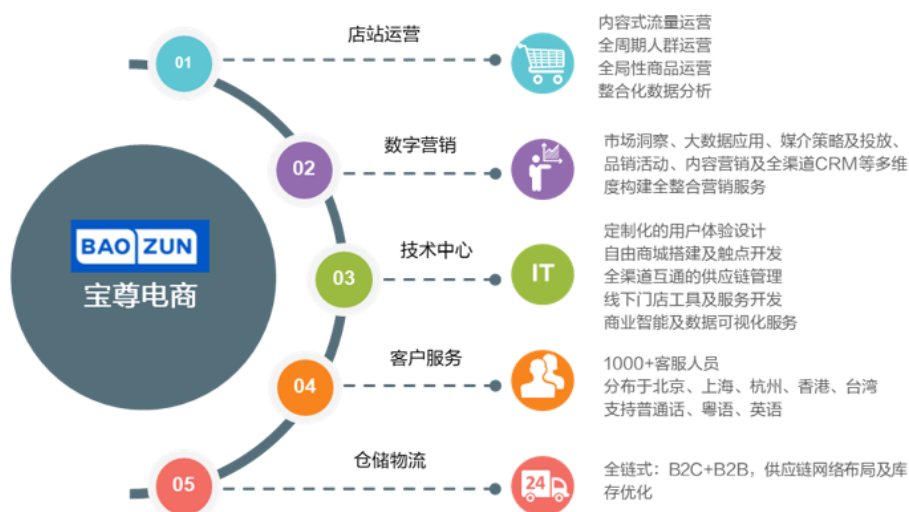 01
店站运营
内容式流量运营
全周期人群运营
全局性商品运营
整合化数据分析
02
数字营销
市场洞察、大数据应用、媒介策略及投放、
品销活动、内容营销及全渠道CRM等多维
度构建全整合营销服务
BAO ZUN
宝尊电商
03
技术中心
IT
定制化的用户体验设计
自由商城搭建及触点开发
全渠道互通的供应链管理
线下门店工具及服务开发
商业智能及数据可视化服务
04
客户服务
1000+客服人员
分布于北京、上海、杭州、香港、台湾
支持普通话、粤语、英语
05
仓储物流
24
全链式：B2C+B2B，供应链网络布局及库
存优化